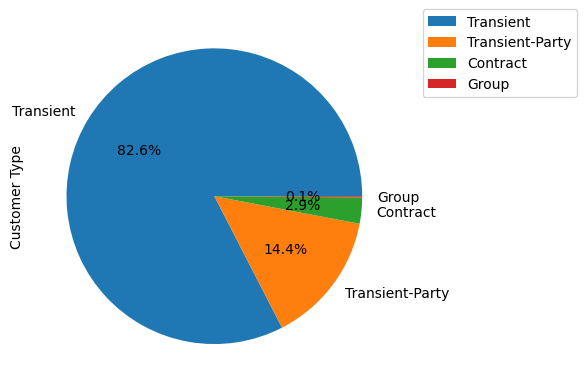 Transient
Transient-Party
Contract
Group
Transient
82.6%
Customer Type
0.1%
Group
2.9%
Contract
14.4%
Transient-Party